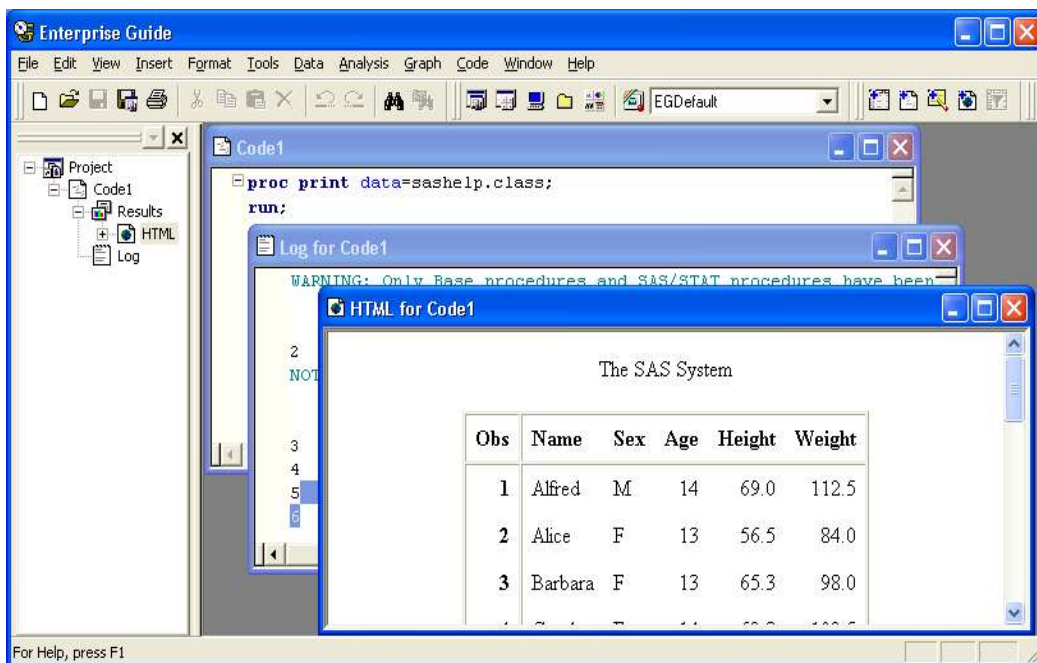 Enterprise Guide
File Edit View Insert Format Tools Data Analysis Graph Code Window Help
EGDefault
Project
Code1
Results
HTML
Log
Code1
proc print data=sashelp.class;
run;
Log for Code1
WARNING: Only Base procedures and SAS/STAT procedures have been
2
NOT
3
4
5
6
HTML for Code1
The SAS System
Obs Name Sex Age Height Weight
1 Alfred M 14 69.0 112.5
2 Alice F 13 56.5 84.0
3 Barbara F 13 65.3 98.0
For Help, press F1